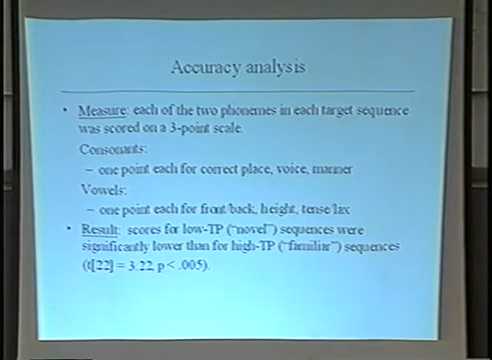 Accuracy analysis
• Measure: each of the two phonemes in each target sequence
was scored on a 3-point scale.
Consonants:
– one point each for correct place, voice, manner
Vowels:
– one point each for front/back, height, tense/lax
• Result: scores for low-TP ("novel") sequences were
significantly lower than for high-TP ("familiar") sequences
(t[22] = 3.22, p < .005).